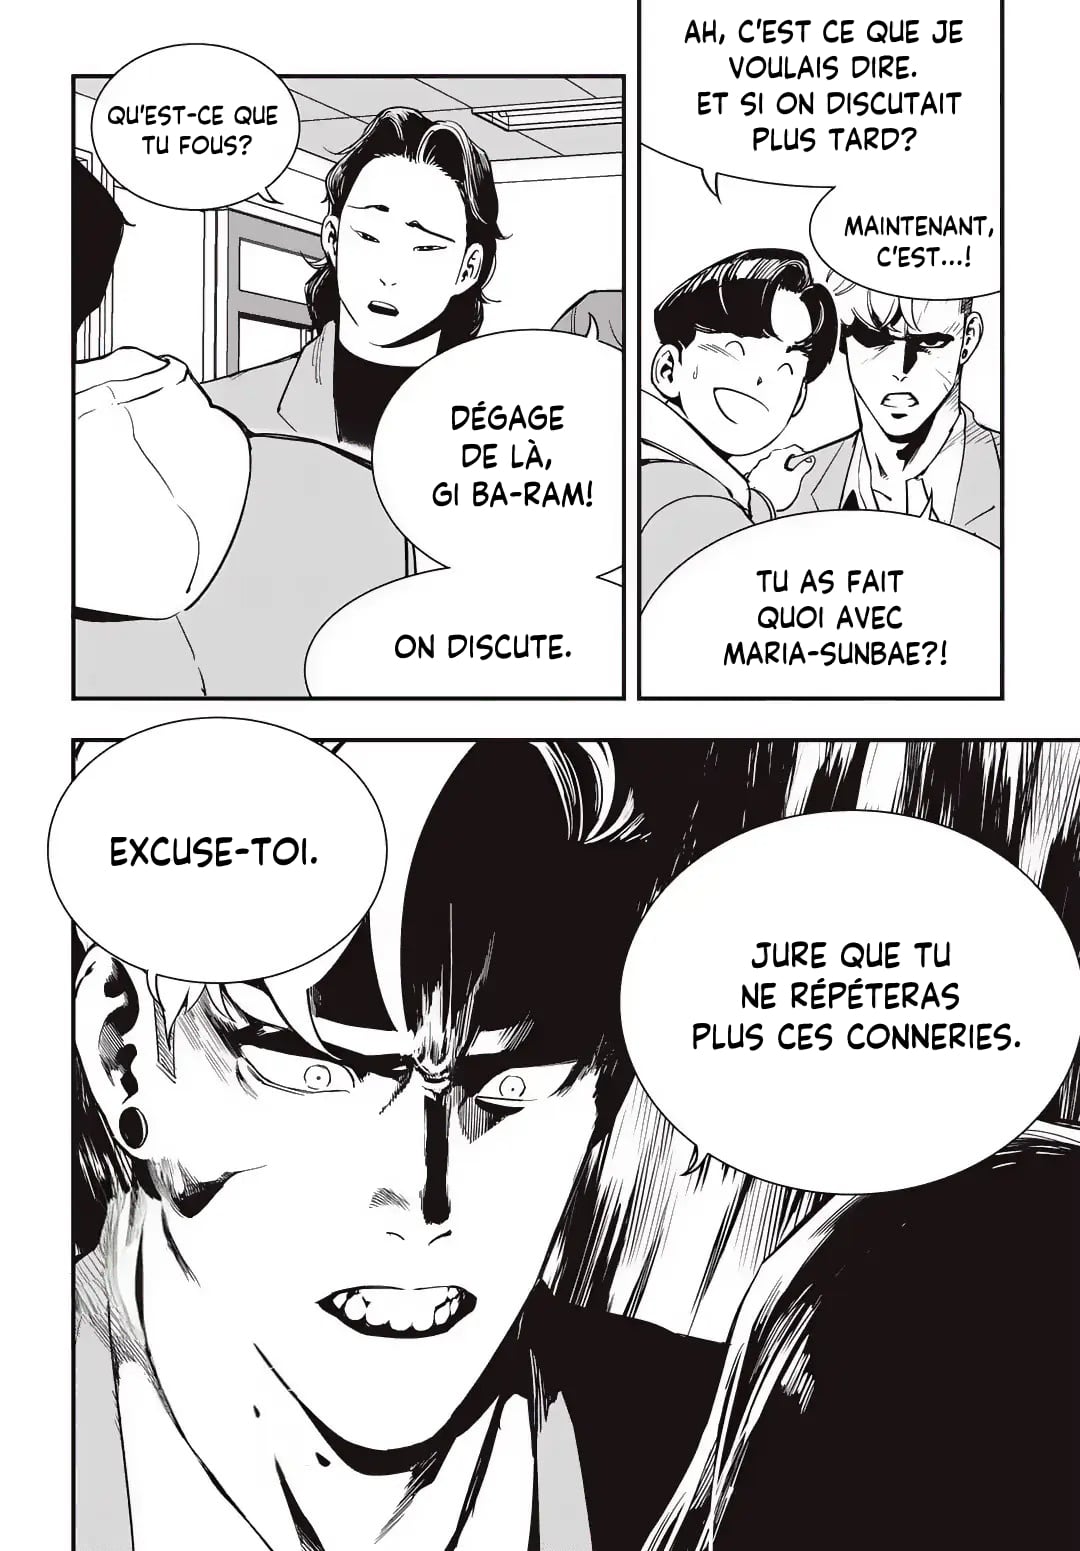 QU'EST-CE QUE
TU FOUS?
DÉGAGE
DE LÀ,
GI BA-RAM!
ON DISCUTE.
AH, C'EST CE QUE JE
VOULAIS DIRE.
ET SI ON DISCUTAIT
PLUS TARD?
MAINTENANT,
C'EST...!
TU AS FAIT
QUOI AVEC
MARIA-SUNBAE?!
EXCUSE-TOI.
JURE QUE TU
NE RÉPÉTERAS
PLUS CES CONNERIES.